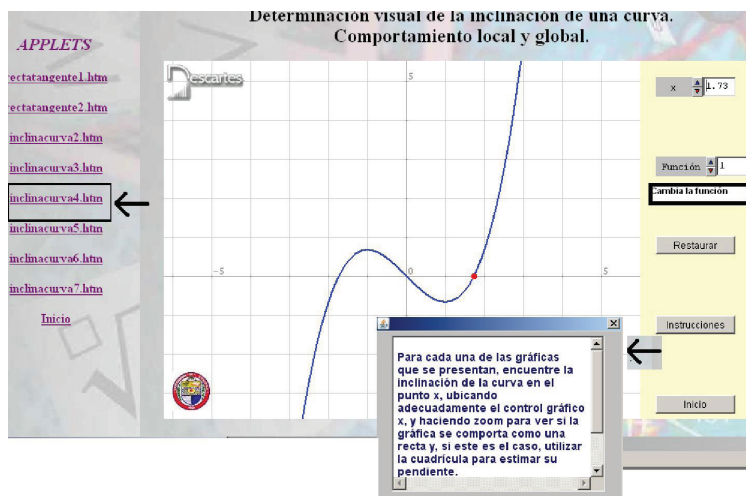 Determinación visual de la inclinación de una curva.
Comportamiento local y global.
APPLETS
rectatangente1.htm
rectatangente2.htm
inclinacurva2.htm
inclinacurva3.htm
inclinacurva4.htm
inclinacurva5.htm
inclinacurva6.htm
inclinacurva7.htm
Inicio
Descartes
5
-5
0
5
x 1.73
Función 1
Cambia la función
Restaurar
Instrucciones
Inicio
Para cada una de las gráficas
que se presentan, encuentre la
inclinación de la curva en el
punto x, ubicando
adecuadamente el control gráfico
x, y haciendo zoom para ver si la
gráfica se comporta como una
recta y, si este es el caso, utilizar
la cuadrícula para estimar su
pendiente.